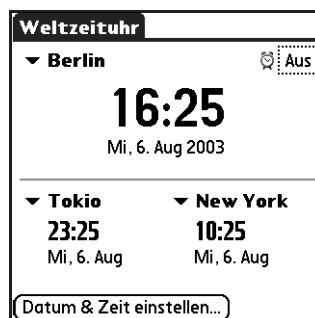 Weltzeituhr
Berlin Aus
16:25
Mi, 6. Aug 2003
Tokio New York
23:25 10:25
Mi, 6. Aug Mi, 6. Aug
Datum & Zeit einstellen...